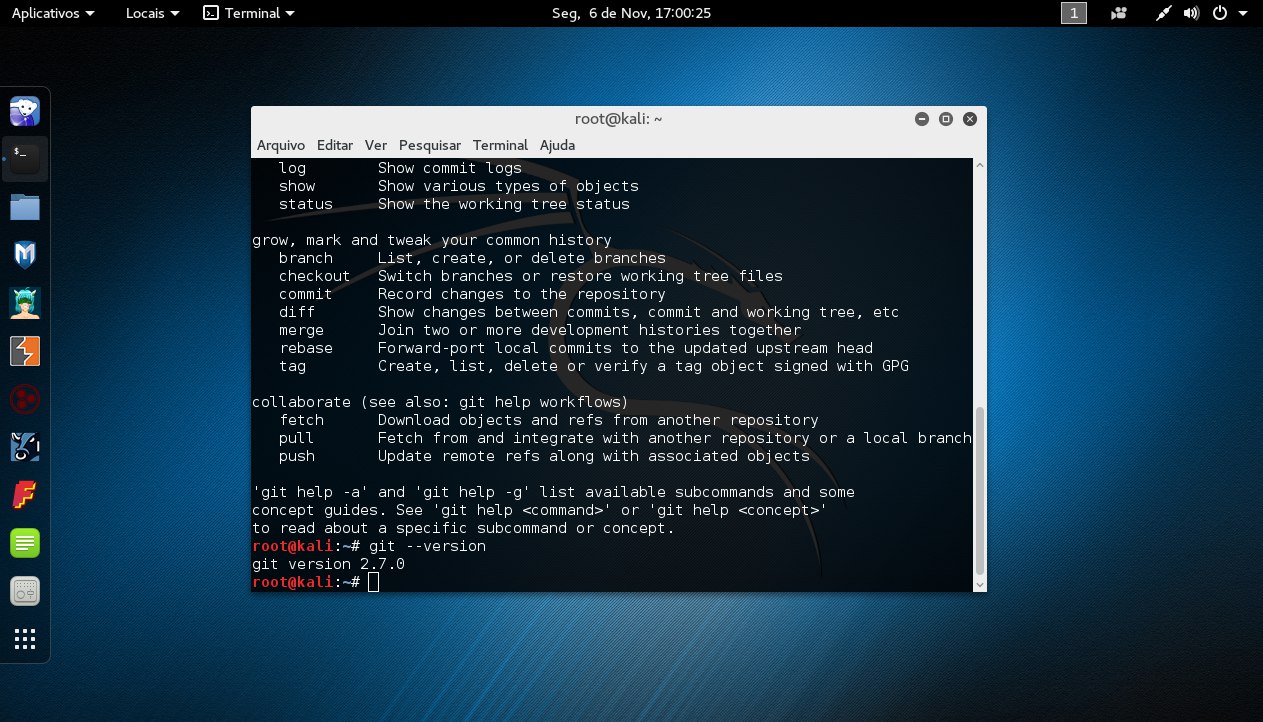 Aplicativos Locais Terminal Seg, 6 de Nov, 17:00:25 1
root@kali: ~
Arquivo Editar Ver Pesquisar Terminal Ajuda
log Show commit logs
show Show various types of objects
status Show the working tree status
grow, mark and tweak your common history
branch List, create, or delete branches
checkout Switch branches or restore working tree files
commit Record changes to the repository
diff Show changes between commits, commit and working tree, etc
merge Join two or more development histories together
rebase Forward-port local commits to the updated upstream head
tag Create, list, delete or verify a tag object signed with GPG
collaborate (see also: git help workflows)
fetch Download objects and refs from another repository
pull Fetch from and integrate with another repository or a local branch
push Update remote refs along with associated objects
'git help -a' and 'git help -g' list available subcommands and some
concept guides. See 'git help <command>' or 'git help <concept>'
to read about a specific subcommand or concept.
root@kali:~# git --version
git version 2.7.0
root@kali:~#